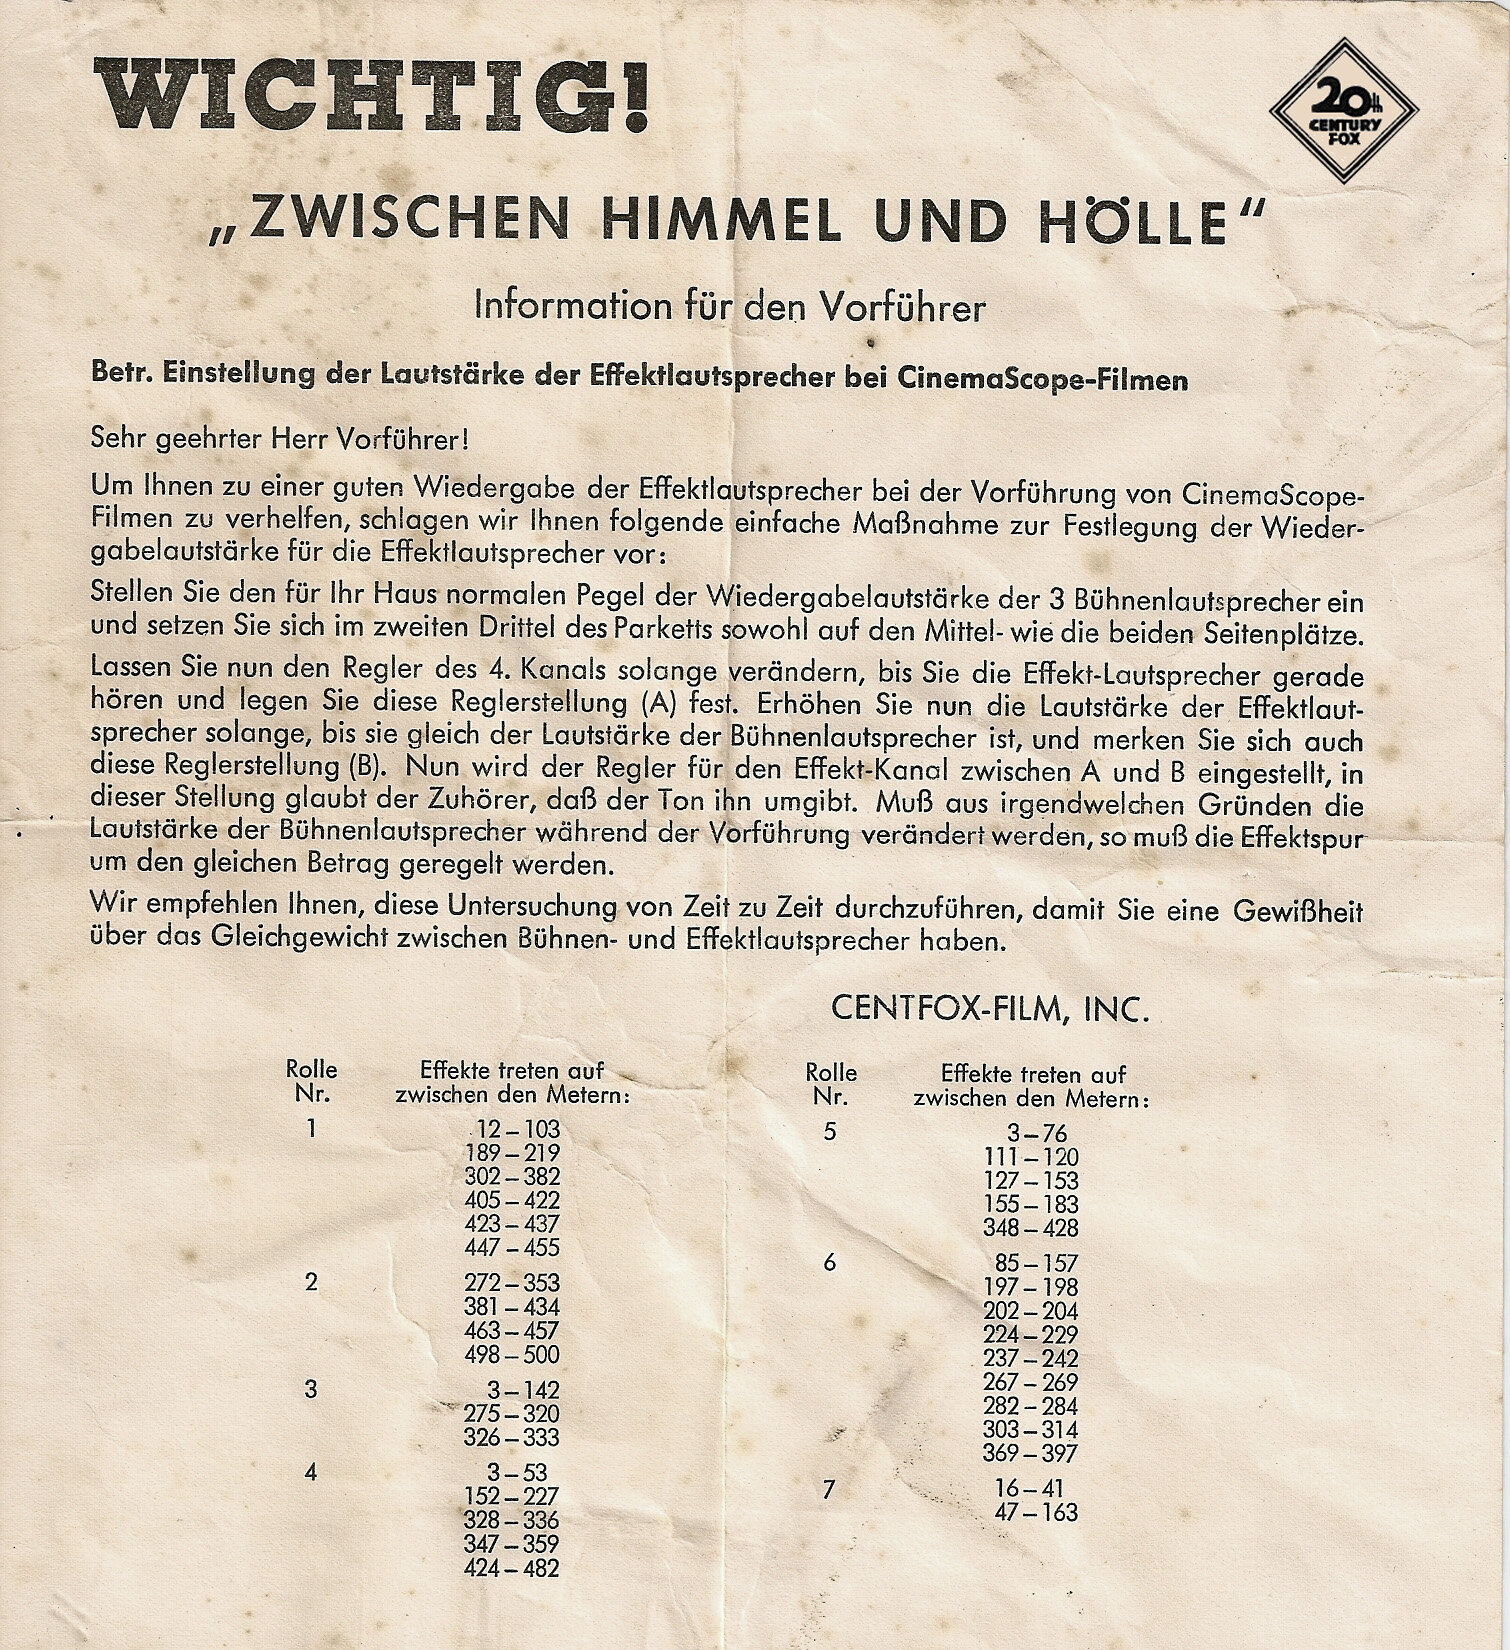 WICHTIG!
20th
CENTURY
FOX
„ZWISCHEN HIMMEL UND HÖLLE“
Information für den Vorführer
Betr. Einstellung der Lautstärke der Effektlautsprecher bei CinemaScope-Filmen
Sehr geehrter Herr Vorführer!
Um Ihnen zu einer guten Wiedergabe der Effektlautsprecher bei der Vorführung von CinemaScope-
Filmen zu verhelfen, schlagen wir Ihnen folgende einfache Maßnahme zur Festlegung der Wieder-
gabelautstärke für die Effektlautsprecher vor:
Stellen Sie den für Ihr Haus normalen Pegel der Wiedergabelautstärke der 3 Bühnenlautsprecher ein
und setzen Sie sich im zweiten Drittel des Parketts sowohl auf den Mittel- wie die beiden Seitenplätze.
Lassen Sie nun den Regler des 4. Kanals solange verändern, bis Sie die Effekt-Lautsprecher gerade
hören und legen Sie diese Reglerstellung (A) fest. Erhöhen Sie nun die Lautstärke der Effektlaut-
sprecher solange, bis sie gleich der Lautstärke der Bühnenlautsprecher ist, und merken Sie sich auch
diese Reglerstellung (B). Nun wird der Regler für den Effekt-Kanal zwischen A und B eingestellt, in
dieser Stellung glaubt der Zuhörer, daß der Ton ihn umgibt. Muß aus irgendwelchen Gründen die
Lautstärke der Bühnenlautsprecher während der Vorführung verändert werden, so muß die Effektspur
um den gleichen Betrag geregelt werden.
Wir empfehlen Ihnen, diese Untersuchung von Zeit zu Zeit durchzuführen, damit Sie eine Gewißheit
über das Gleichgewicht zwischen Bühnen- und Effektlautsprecher haben.
CENTFOX-FILM, INC.
Rolle Effekte treten auf
Nr. zwischen den Metern:
1 12–103
189–219
302–382
405–422
423–437
447–455
2 272–353
381–434
463–457
498–500
3 3–142
275–320
326–333
4 3–53
152–227
328–336
347–359
424–482
Rolle Effekte treten auf
Nr. zwischen den Metern:
5 3–76
111–120
127–153
155–183
348–428
6 85–157
197–198
202–204
224–229
237–242
267–269
282–284
303–314
369–397
7 16–41
47–163